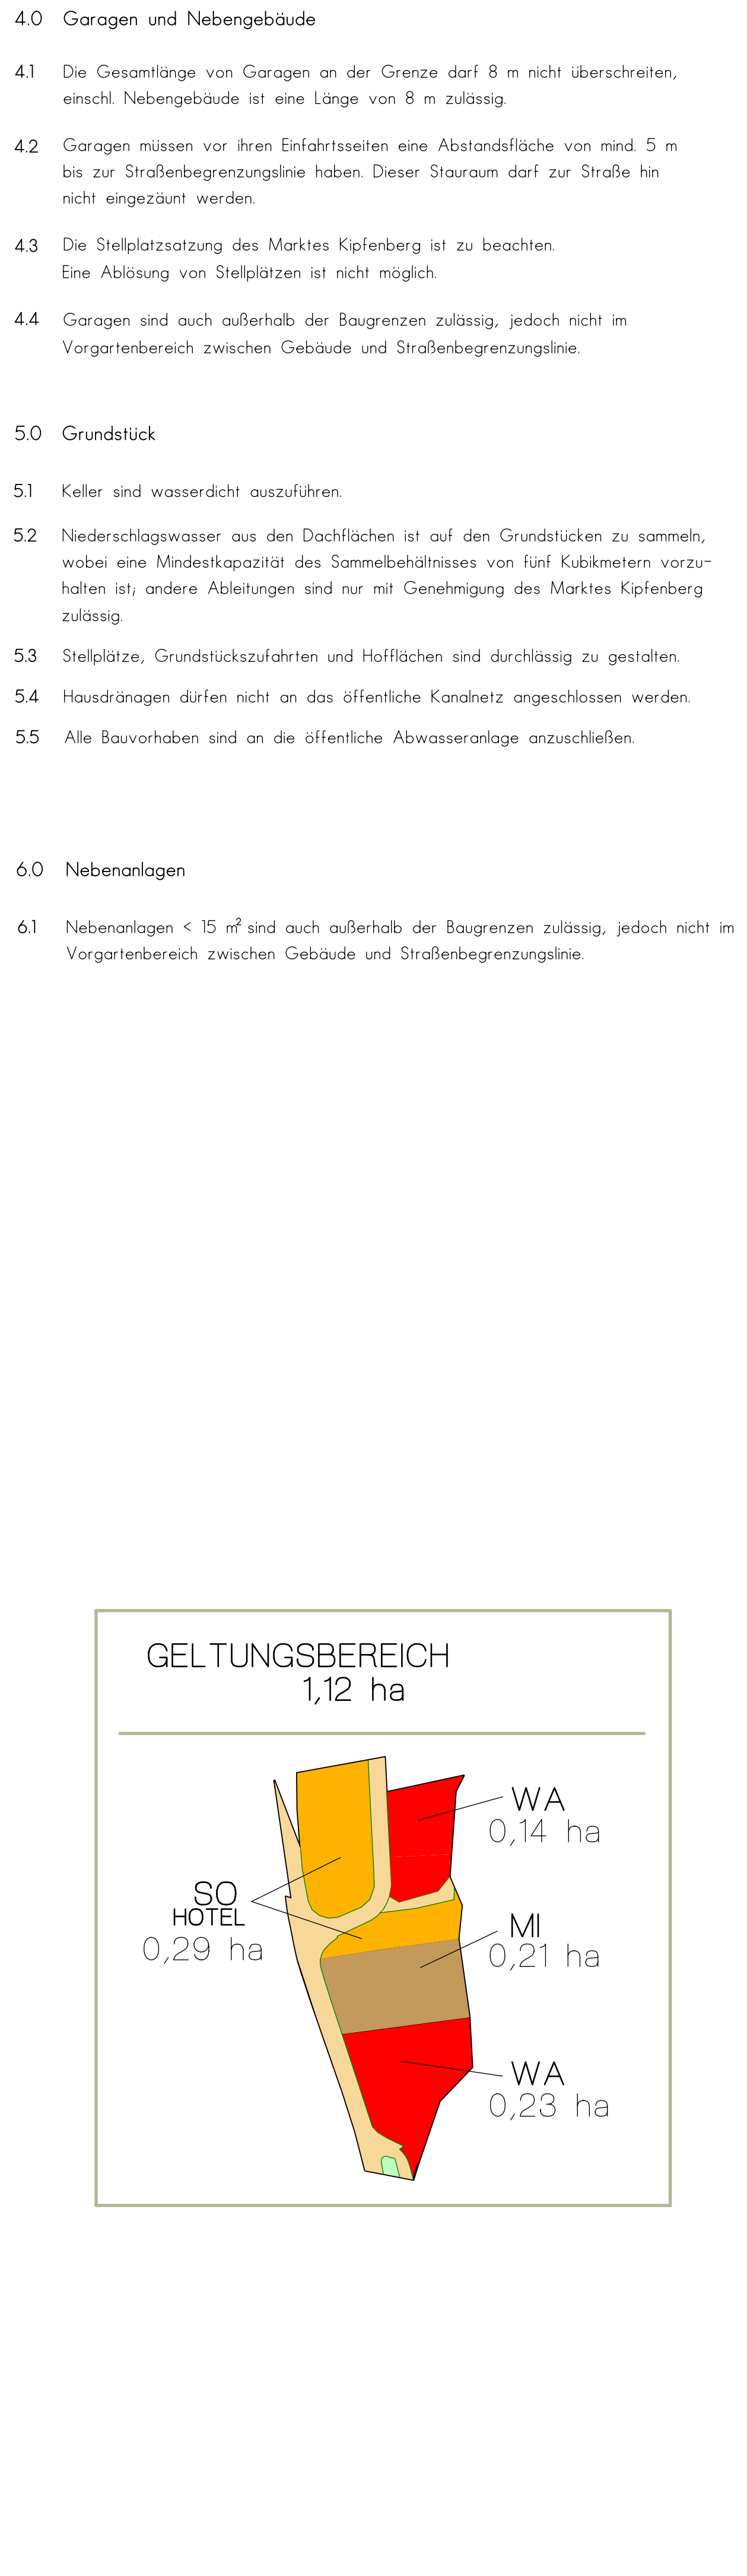 4.0 Garagen und Nebengebäude
4.1 Die Gesamtlänge von Garagen an der Grenze darf 8 m nicht überschreiten,
einschl. Nebengebäude ist eine Länge von 8 m zulässig.
4.2 Garagen müssen vor ihren Einfahrtsseiten eine Abstandsfläche von mind. 5 m
bis zur Straßenbegrenzungslinie haben. Dieser Stauraum darf zur Straße hin
nicht eingezäunt werden.
4.3 Die Stellplatzsatzung des Marktes Kipfenberg ist zu beachten.
Eine Ablösung von Stellplätzen ist nicht möglich.
4.4 Garagen sind auch außerhalb der Baugrenzen zulässig, jedoch nicht im
Vorgartenbereich zwischen Gebäude und Straßenbegrenzungslinie.
5.0 Grundstück
5.1 Keller sind wasserdicht auszuführen.
5.2 Niederschlagswasser aus den Dachflächen ist auf den Grundstücken zu sammeln,
wobei eine Mindestkapazität des Sammelbehältnisses von fünf Kubikmetern vorzu-
halten ist; andere Ableitungen sind nur mit Genehmigung des Marktes Kipfenberg
zulässig.
5.3 Stellplätze, Grundstückszufahrten und Hofflächen sind durchlässig zu gestalten.
5.4 Hausdränagen dürfen nicht an das öffentliche Kanalnetz angeschlossen werden.
5.5 Alle Bauvorhaben sind an die öffentliche Abwasseranlage anzuschließen.
6.0 Nebenanlagen
6.1 Nebenanlagen < 15 m² sind auch außerhalb der Baugrenzen zulässig, jedoch nicht im
Vorgartenbereich zwischen Gebäude und Straßenbegrenzungslinie.
GELTUNGSBEREICH
1,12 ha
WA
0,14 ha
SO
HOTEL
0,29 ha
MI
0,21 ha
WA
0,23 ha